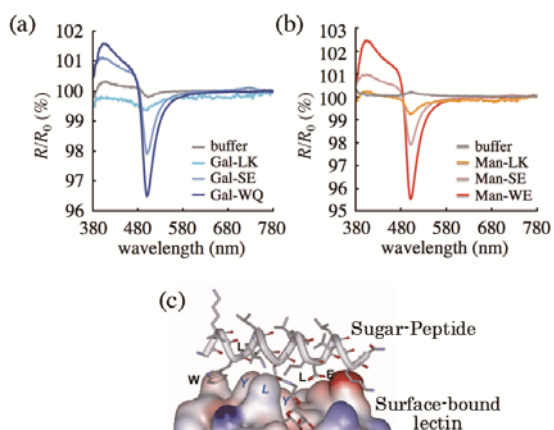 (a)
102
101
100
99
98
97
96
95
R/R0 (%)
buffer
Gal-LK
Gal-SE
Gal-WQ
380 480 580 680 780
wavelength (nm)
(b)
103
102
101
100
99
98
97
96
95
R/R0 (%)
buffer
Man-LK
Man-SE
Man-WE
380 480 580 680 780
wavelength (nm)
(c)
Sugar-Peptide
L
W Y L Y L E
Surface-bound
lectin